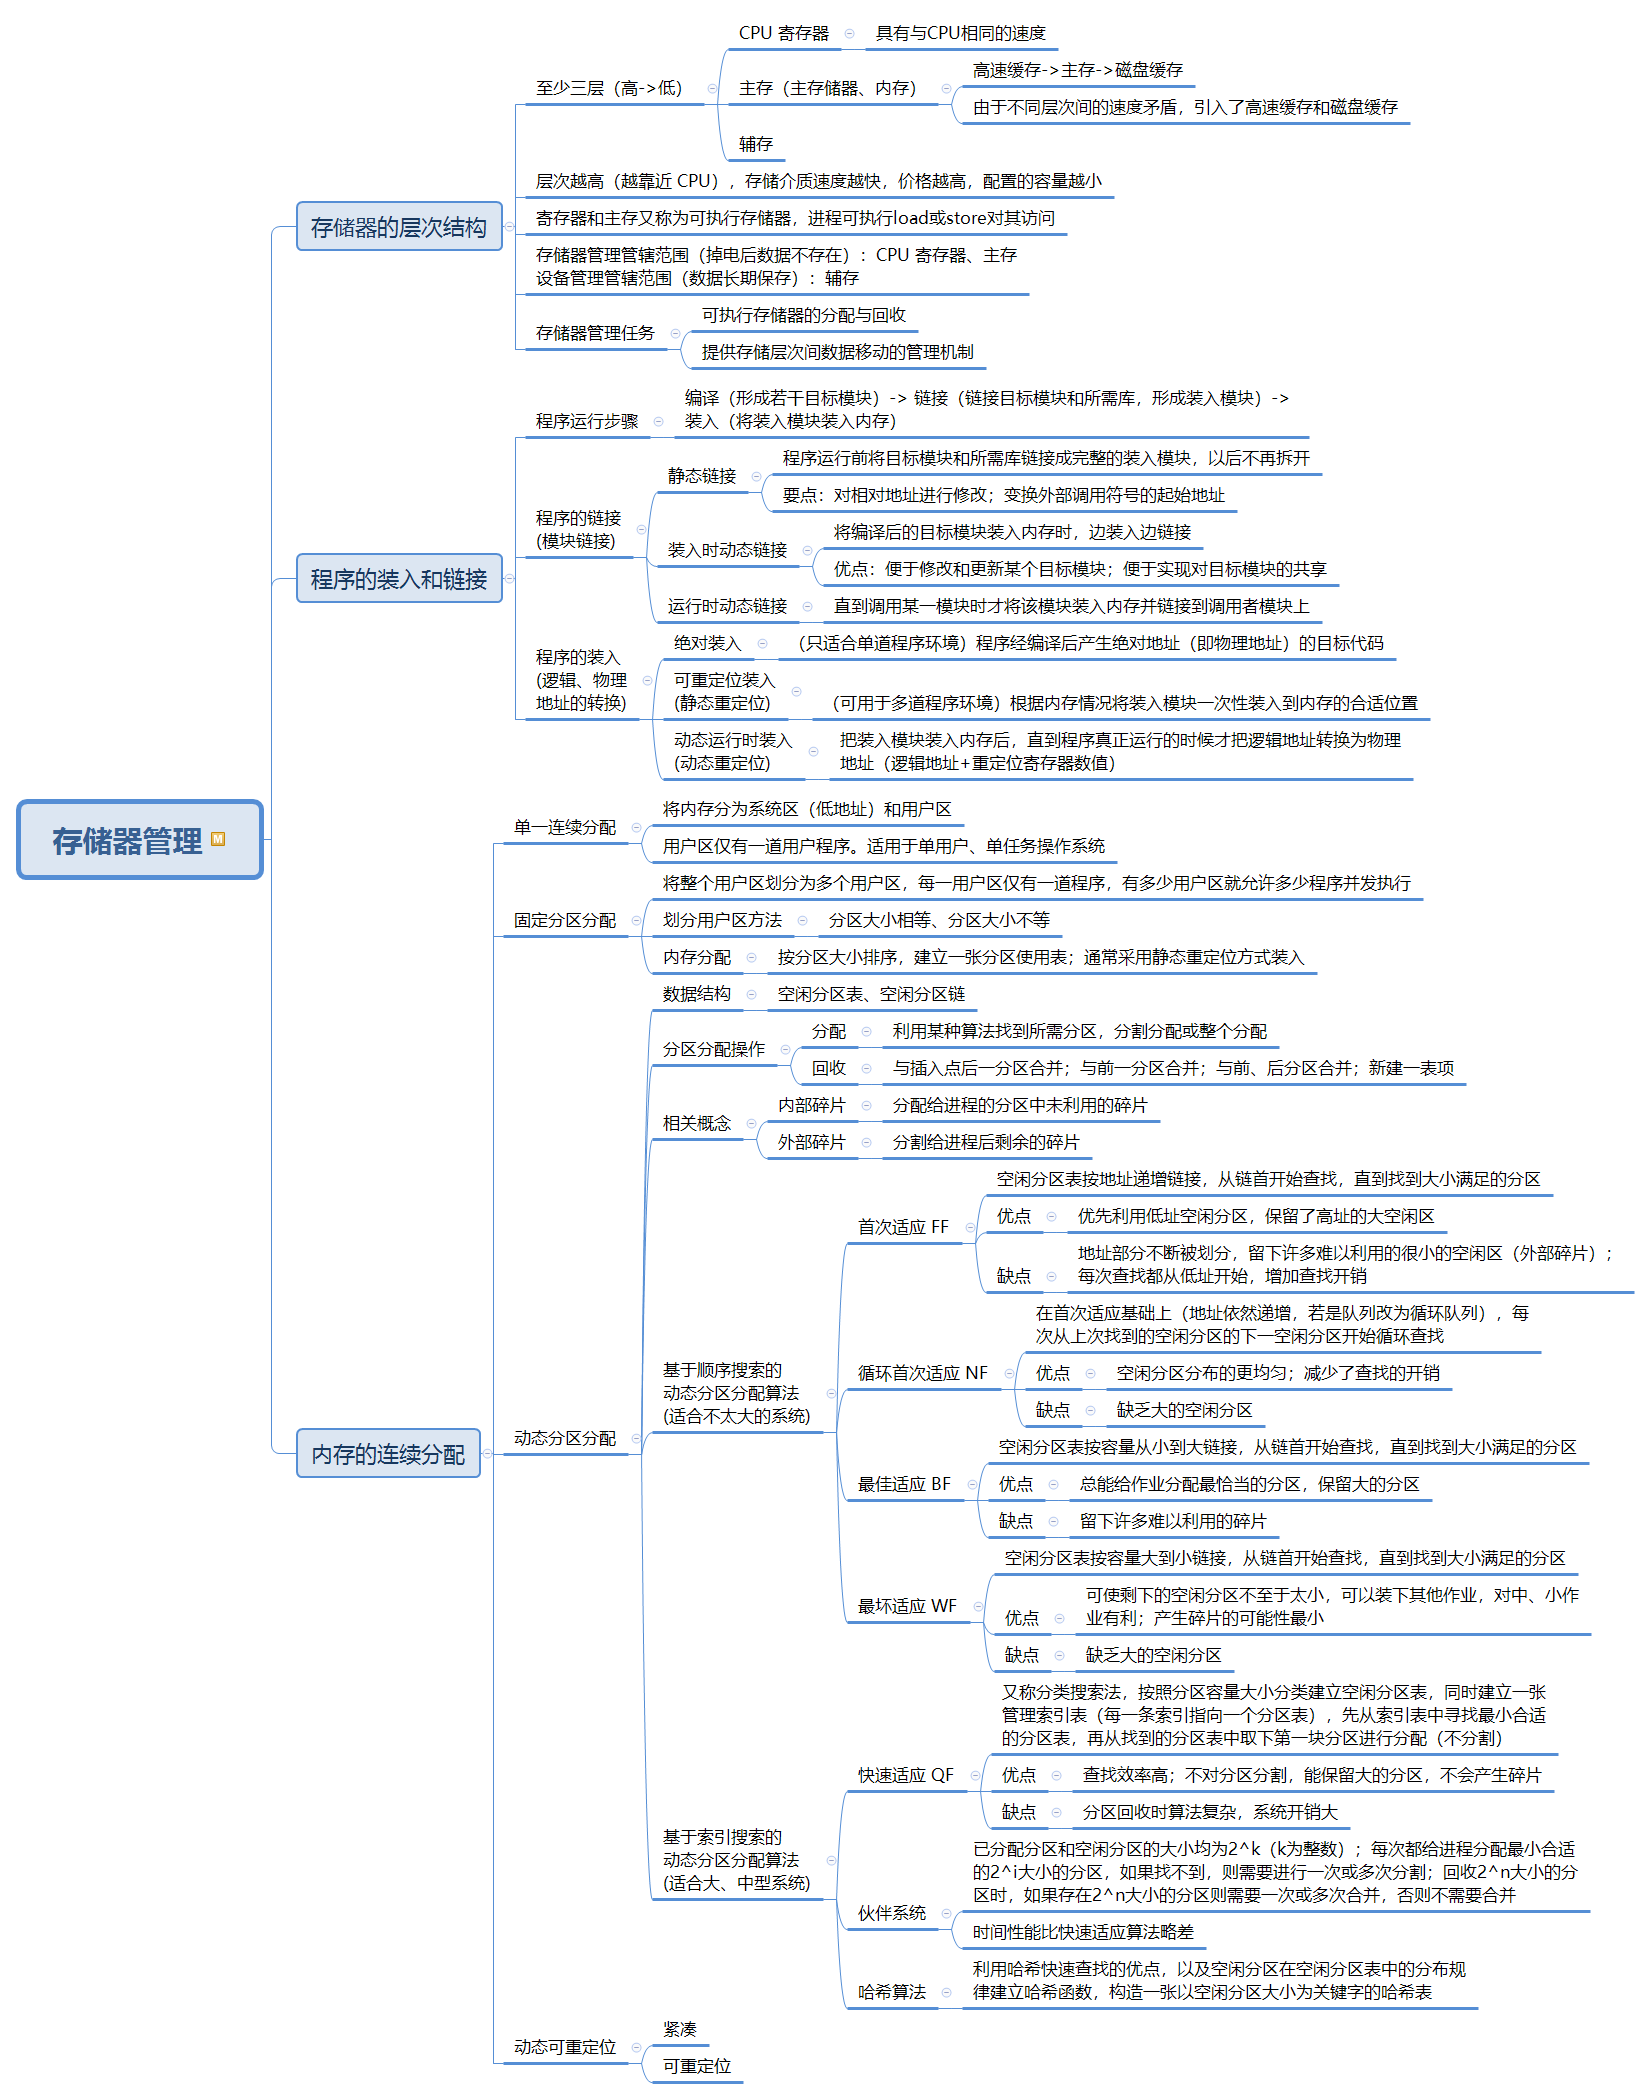 存储器管理
存储器的层次结构
至少三层（高->低）
CPU 寄存器
具有与CPU相同的速度
主存（主存储器、内存）
高速缓存->主存->磁盘缓存
由于不同层次间的速度矛盾，引入了高速缓存和磁盘缓存
辅存
层次越高（越靠近 CPU），存储介质速度越快，价格越高，配置的容量越小
寄存器和主存又称为可执行存储器，进程可执行load或store对其访问
存储器管理管辖范围（掉电后数据不存在）：CPU 寄存器、主存
设备管理管辖范围（数据长期保存）：辅存
存储器管理任务
可执行存储器的分配与回收
提供存储层次间数据移动的管理机制
程序的装入和链接
程序运行步骤
编译（形成若干目标模块）-> 链接（链接目标模块和所需库，形成装入模块）->
装入（将装入模块装入内存）
程序的链接
(模块链接)
静态链接
程序运行前将目标模块和所需库链接成完整的装入模块，以后不再拆开
要点：对相对地址进行修改；变换外部调用符号的起始地址
装入时动态链接
将编译后的目标模块装入内存时，边装入边链接
优点：便于修改和更新某个目标模块；便于实现对目标模块的共享
运行时动态链接
直到调用某一模块时才将该模块装入内存并链接到调用者模块上
程序的装入
(逻辑、物理
地址的转换)
绝对装入
（只适合单道程序环境）程序经编译后产生绝对地址（即物理地址）的目标代码
可重定位装入
(静态重定位)
（可用于多道程序环境）根据内存情况将装入模块一次性装入到内存的合适位置
动态运行时装入
(动态重定位)
把装入模块装入内存后，直到程序真正运行的时候才把逻辑地址转换为物理
地址（逻辑地址+重定位寄存器数值）
内存的连续分配
单一连续分配
将内存分为系统区（低地址）和用户区
用户区仅有一道用户程序。适用于单用户、单任务操作系统
固定分区分配
将整个用户区划分为多个用户区，每一用户区仅有一道程序，有多少用户区就允许多少程序并发执行
划分用户区方法
分区大小相等、分区大小不等
内存分配
按分区大小排序，建立一张分区使用表；通常采用静态重定位方式装入
动态分区分配
数据结构
空闲分区表、空闲分区链
分区分配操作
分配
利用某种算法找到所需分区，分割分配或整个分配
回收
与插入点后一分区合并；与前一分区合并；与前、后分区合并；新建一表项
相关概念
内部碎片
分配给进程的分区中未利用的碎片
外部碎片
分割给进程后剩余的碎片
基于顺序搜索的
动态分区分配算法
(适合不太大的系统)
首次适应 FF
空闲分区表按地址递增链接，从链首开始查找，直到找到大小满足的分区
优点
优先利用低址空闲分区，保留了高址的大空闲区
缺点
地址部分不断被划分，留下许多难以利用的很小的空闲区（外部碎片）；
每次查找都从低址开始，增加查找开销
循环首次适应 NF
在首次适应基础上（地址依然递增，若是队列改为循环队列），每
次从上次找到的空闲分区的下一空闲分区开始循环查找
优点
空闲分区分布的更均匀；减少了查找的开销
缺点
缺乏大的空闲分区
最佳适应 BF
空闲分区表按容量从小到大链接，从链首开始查找，直到找到大小满足的分区
优点
总能给作业分配最恰当的分区，保留大的分区
缺点
留下许多难以利用的碎片
最坏适应 WF
空闲分区表按容量大到小链接，从链首开始查找，直到找到大小满足的分区
优点
可使剩下的空闲分区不至于太小，可以装下其他作业，对中、小作
业有利；产生碎片的可能性最小
缺点
缺乏大的空闲分区
基于索引搜索的
动态分区分配算法
(适合大、中型系统)
快速适应 QF
又称分类搜索法，按照分区容量大小分类建立空闲分区表，同时建立一张
管理索引表（每一条索引指向一个分区表），先从索引表中寻找最小合适
的分区表，再从找到的分区表中取下第一块分区进行分配（不分割）
优点
查找效率高；不对分区分割，能保留大的分区，不会产生碎片
缺点
分区回收时算法复杂，系统开销大
伙伴系统
已分配分区和空闲分区的大小均为2^k（k为整数）；每次都给进程分配最小合适
的2^i大小的分区，如果找不到，则需要进行一次或多次分割；回收2^n大小的分
区时，如果存在2^n大小的分区则需要一次或多次合并，否则不需要合并
时间性能比快速适应算法略差
哈希算法
利用哈希快速查找的优点，以及空闲分区在空闲分区表中的分布规
律建立哈希函数，构造一张以空闲分区大小为关键字的哈希表
动态可重定位
紧凑
可重定位